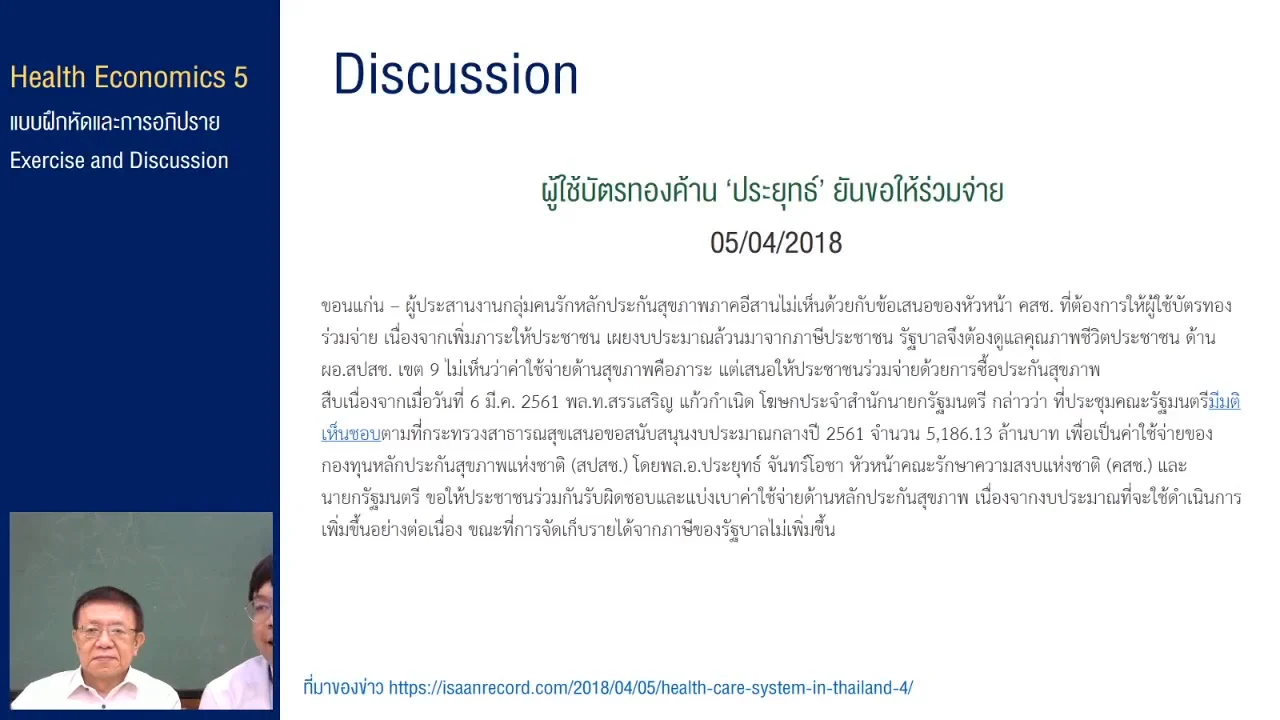 Health Economics 5
แบบฝึกหัดและการอภิปราย
Exercise and Discussion
Discussion
ผู้ใช้บัตรทองค้าน ‘ประยุทธ์’ ยันขอให้ร่วมจ่าย
05/04/2018
ขอนแก่น – ผู้ประสานงานกลุ่มคนรักหลักประกันสุขภาพภาคอีสานไม่เห็นด้วยกับข้อเสนอของหัวหน้า คสช. ที่ต้องการให้ผู้ใช้บัตรทอง
ร่วมจ่าย เนื่องจากเพิ่มภาระให้ประชาชน เผยงบประมาณล้วนมาจากภาษีประชาชน รัฐบาลจึงต้องดูแลคุณภาพชีวิตประชาชน ด้าน
ผอ.สปสช. เขต 9 ไม่เห็นว่าค่าใช้จ่ายด้านสุขภาพคือภาระ แต่เสนอให้ประชาชนร่วมจ่ายด้วยการซื้อประกันสุขภาพ
สืบเนื่องจากเมื่อวันที่ 6 มี.ค. 2561 พล.ท.สรรเสริญ แก้วกำเนิด โฆษกประจำสำนักนายกรัฐมนตรี กล่าวว่า ที่ประชุมคณะรัฐมนตรีมีมติ
เห็นชอบตามที่กระทรวงสาธารณสุขเสนอขอสนับสนุนงบประมาณกลางปี 2561 จำนวน 5,186.13 ล้านบาท เพื่อเป็นค่าใช้จ่ายของ
กองทุนหลักประกันสุขภาพแห่งชาติ (สปสช.) โดยพล.อ.ประยุทธ์ จันทร์โอชา หัวหน้าคณะรักษาความสงบแห่งชาติ (คสช.) และ
นายกรัฐมนตรี ขอให้ประชาชนร่วมกันรับผิดชอบและแบ่งเบาค่าใช้จ่ายด้านหลักประกันสุขภาพ เนื่องจากงบประมาณที่จะใช้ดำเนินการ
เพิ่มขึ้นอย่างต่อเนื่อง ขณะที่การจัดเก็บรายได้จากภาษีของรัฐบาลไม่เพิ่มขึ้น
ที่มาของข่าว https://isaanrecord.com/2018/04/05/health-care-system-in-thailand-4/